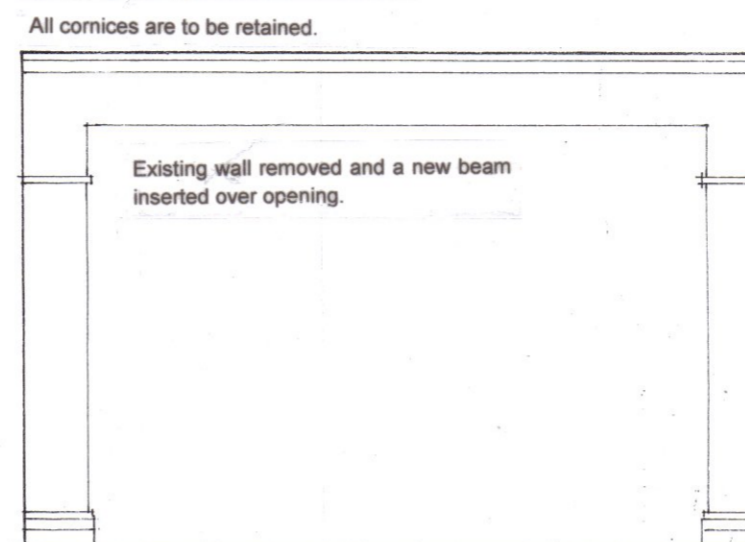 All cornices are to be retained.
Existing wall removed and a new beam
inserted over opening.